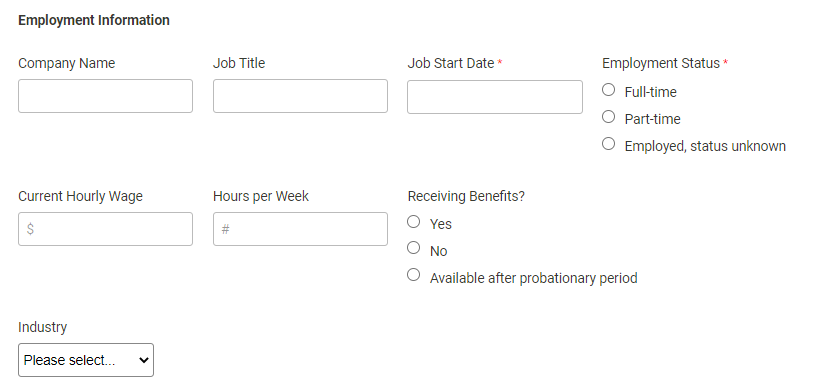 Employment Information
Company Name
Job Title
Job Start Date *
Employment Status *
Full-time
Part-time
Employed, status unknown
Current Hourly Wage
$
Hours per Week
#
Receiving Benefits?
Yes
No
Available after probationary period
Industry
Please select...